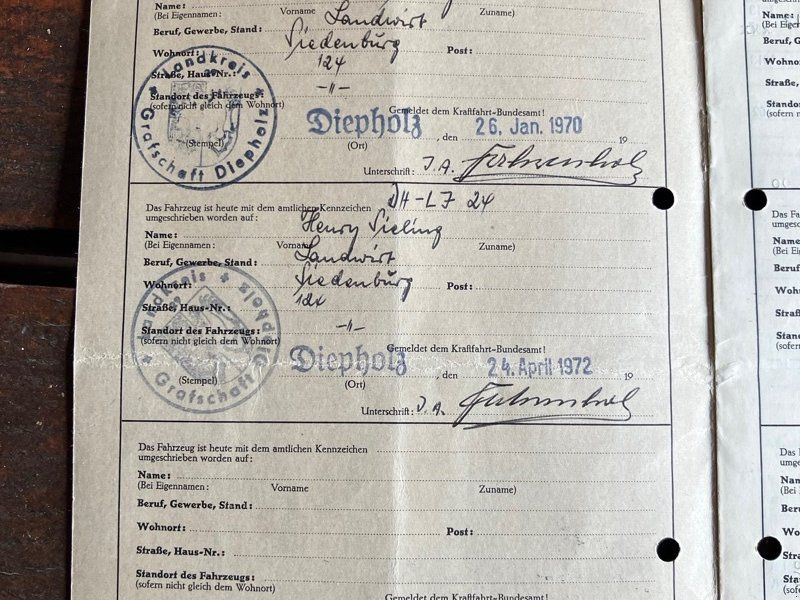 Name:
(Bei Eigennamen: Vorname Zuname)
Beruf, Gewerbe, Stand: Landwirt
Wohnort: Siedenburg Post:
Straße, Haus-Nr.: 124
Standort des Fahrzeugs: -"-
(sofern nicht gleich dem Wohnort)
Landkreis
Grafschaft Diepholz
Gemeldet dem Kraftfahrt-Bundesamt!
Diepholz, den 26. Jan. 1970 19
(Stempel) (Ort)
Unterschrift: I.A.
Das Fahrzeug ist heute mit dem amtlichen Kennzeichen DH-LJ 24
umgeschrieben worden auf:
Name: Henry Sieling
(Bei Eigennamen: Vorname Zuname)
Beruf, Gewerbe, Stand: Landwirt
Wohnort: Siedenburg Post:
Straße, Haus-Nr.: 124
Standort des Fahrzeugs: -"-
(sofern nicht gleich dem Wohnort)
Landkreis
Grafschaft Diepholz
Gemeldet dem Kraftfahrt-Bundesamt!
Diepholz, den 24. April 1972 19
(Stempel) (Ort)
Unterschrift: I.A.
Das Fahrzeug ist heute mit dem amtlichen Kennzeichen
umgeschrieben worden auf:
Name:
(Bei Eigennamen: Vorname Zuname)
Beruf, Gewerbe, Stand:
Wohnort: Post:
Straße, Haus-Nr.:
Standort des Fahrzeugs:
(sofern nicht gleich dem Wohnort)
Gemeldet dem Kraftfahrt-Bundesamt!